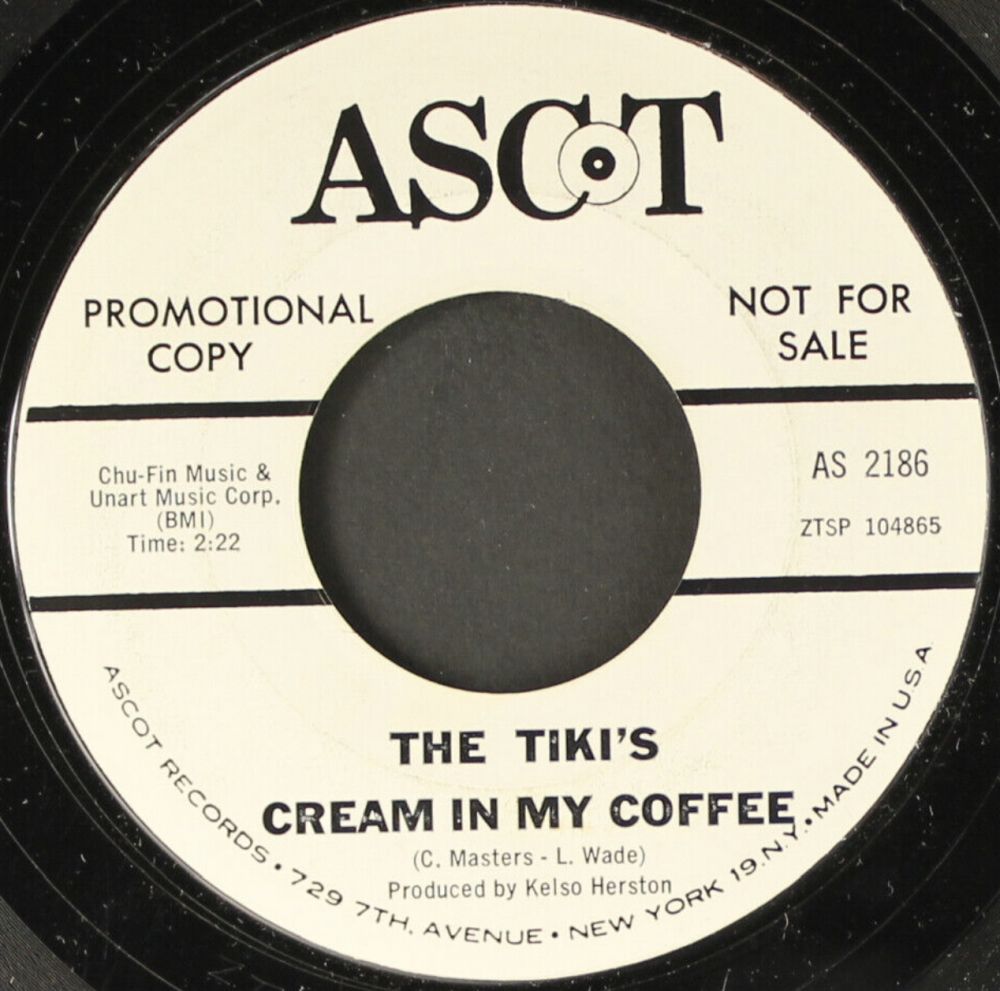 ASCOT
PROMOTIONAL
COPY
NOT FOR
SALE
Chu-Fin Music &
Unart Music Corp.
(BMI)
Time: 2:22
AS 2186
ZTSP 104865
THE TIKI'S
CREAM IN MY COFFEE
(C. Masters - L. Wade)
Produced by Kelso Herston
ASCOT RECORDS • 729 7TH. AVENUE • NEW YORK 19.N.Y. • MADE IN U.S.A